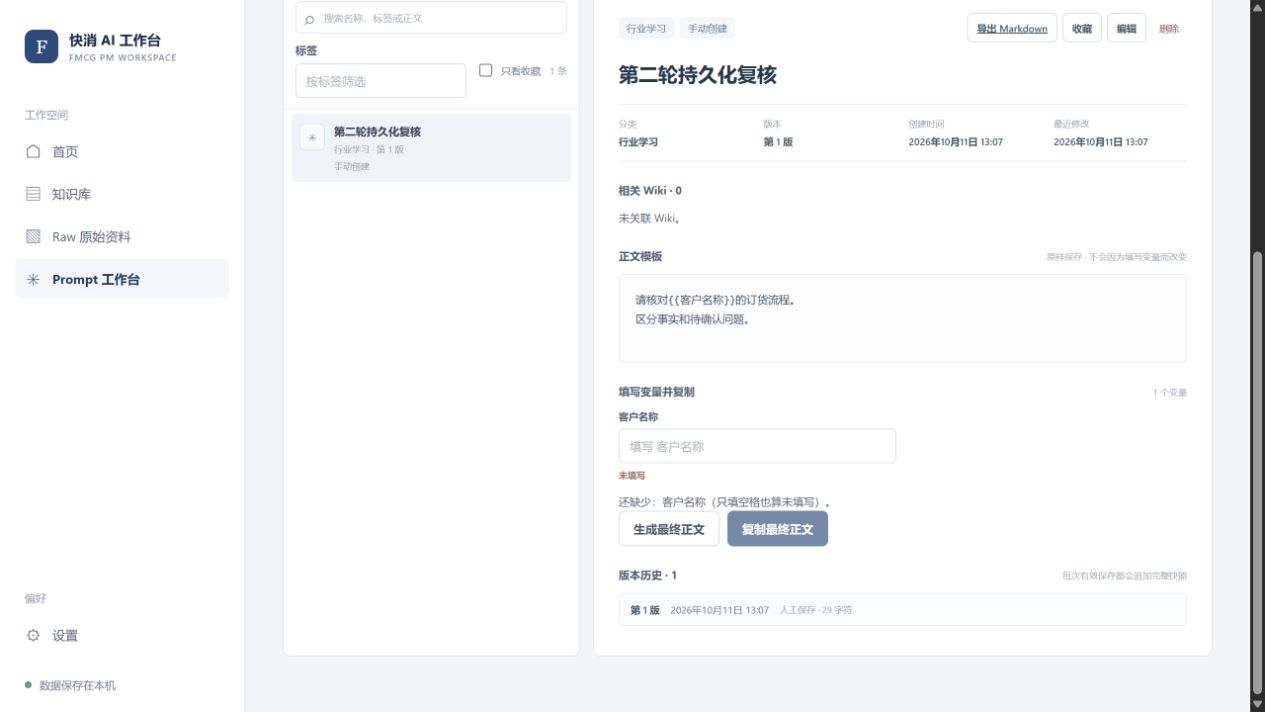 F
快消 AI 工作台
FMCG PM WORKSPACE
工作空间
首页
知识库
Raw 原始资料
Prompt 工作台
偏好
设置
数据保存在本机
搜索名称、标签或正文
标签
按标签筛选
只看收藏 1 条
第二轮持久化复核
行业学习 · 第 1 版
手动创建
行业学习 手动创建
导出 Markdown 收藏 编辑 删除
第二轮持久化复核
分类 版本 创建时间 最近修改
行业学习 第 1 版 2026年10月11日 13:07 2026年10月11日 13:07
相关 Wiki · 0
未关联 Wiki。
正文模板 原样保存 · 不会因为填写变量而改变
请核对{{客户名称}}的订货流程。
区分事实和待确认问题。
填写变量并复制 1 个变量
客户名称
填写 客户名称
未填写
还缺少：客户名称（只填空格也算未填写）。
生成最终正文 复制最终正文
版本历史 · 1 每次有效保存都会追加完整快照
第 1 版 2026年10月11日 13:07 人工保存 · 29 字符